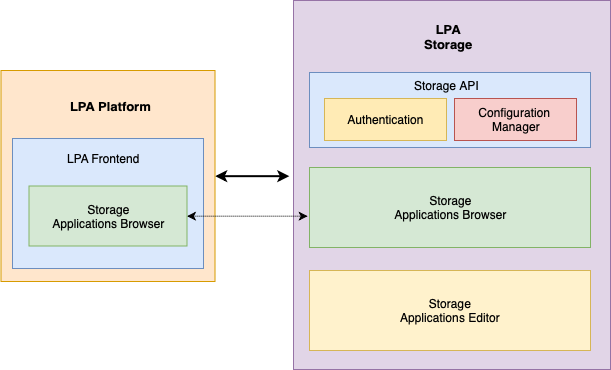 LPA Platform
LPA Frontend
Storage
Applications Browser
LPA
Storage
Storage API
Authentication
Configuration
Manager
Storage
Applications Browser
Storage
Applications Editor